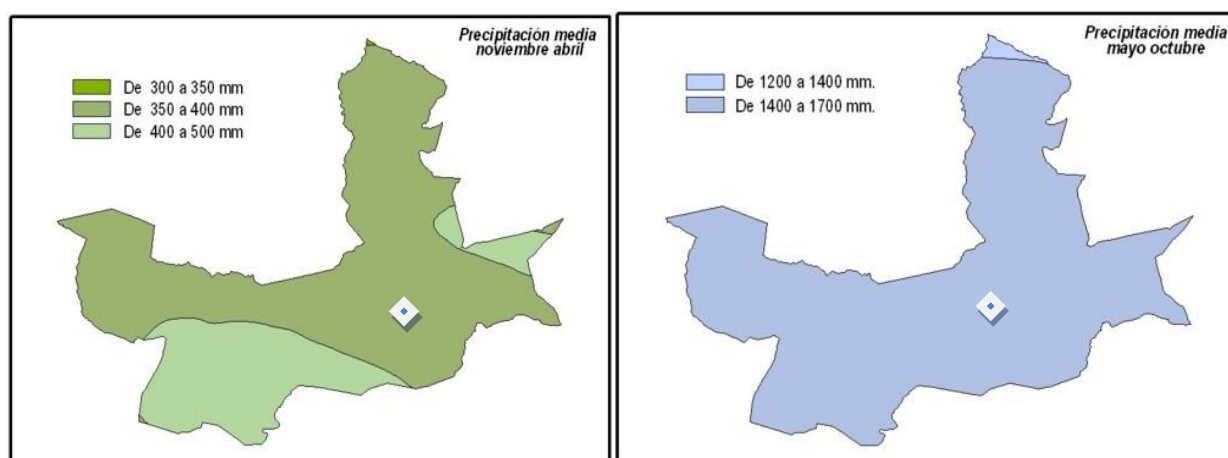 Precipitación media
noviembre abril
De 300 a 350 mm
De 350 a 400 mm
De 400 a 500 mm
Precipitación media
mayo octubre
De 1200 a 1400 mm.
De 1400 a 1700 mm.